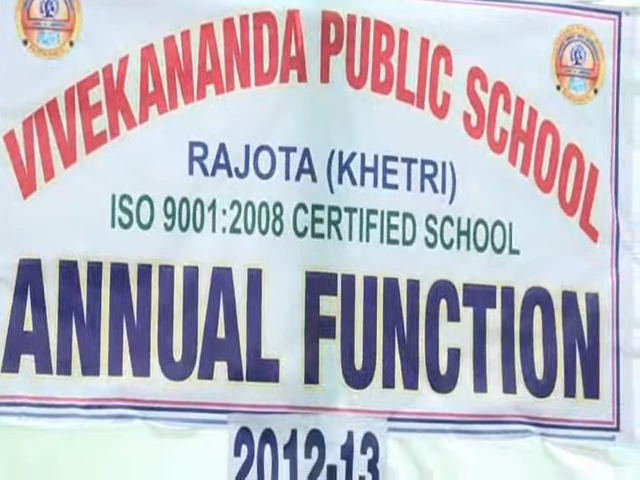 VIVEKANANDA PUBLIC SCHOOL
RAJOTA (KHETRI)
ISO 9001:2008 CERTIFIED SCHOOL
ANNUAL FUNCTION
2012-13